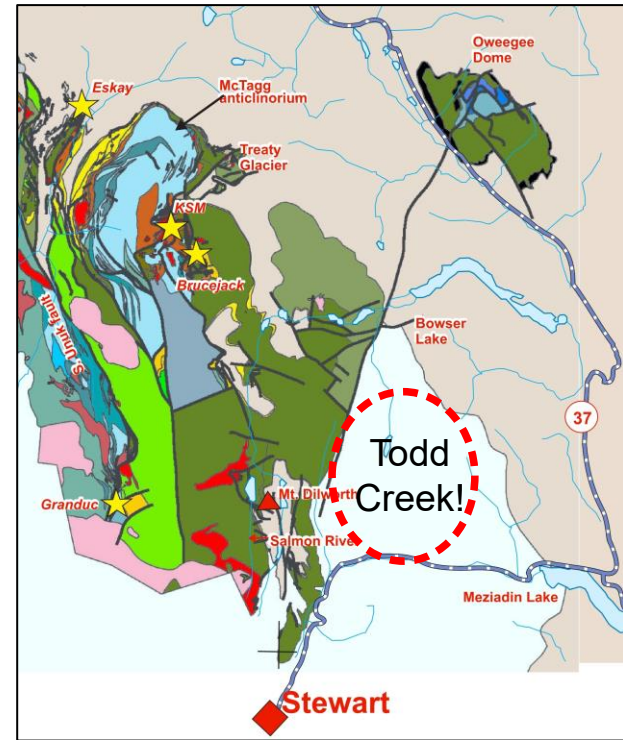 Oweegee
Dome
Eskay
McTagg
anticlinorium
Treaty
Glacier
KSM
Brucejack
S. Unuk fault
Bowser
Lake
37
Todd
Creek!
Granduc
Mt. Dilworth
Salmon River
Meziadin Lake
Stewart